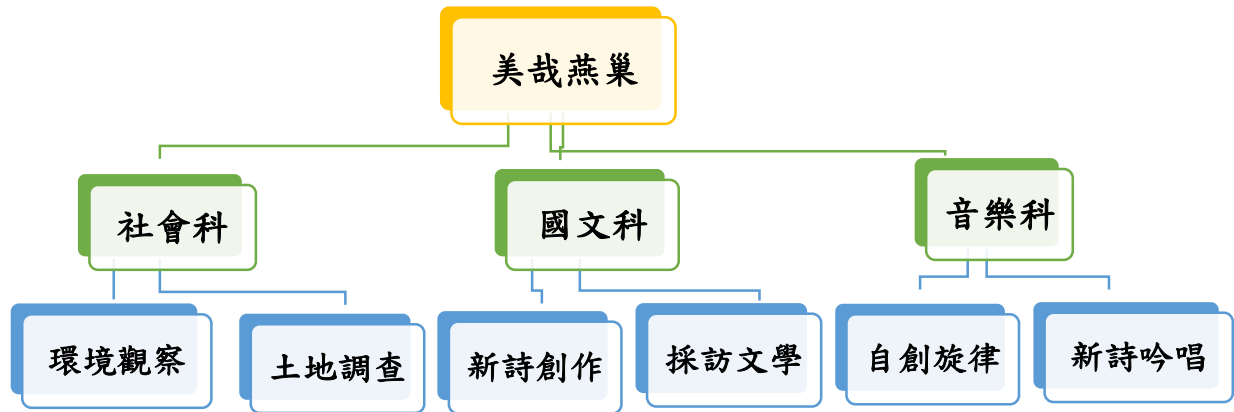 美哉燕巢
社會科
國文科
音樂科
環境觀察
土地調查
新詩創作
採訪文學
自創旋律
新詩吟唱